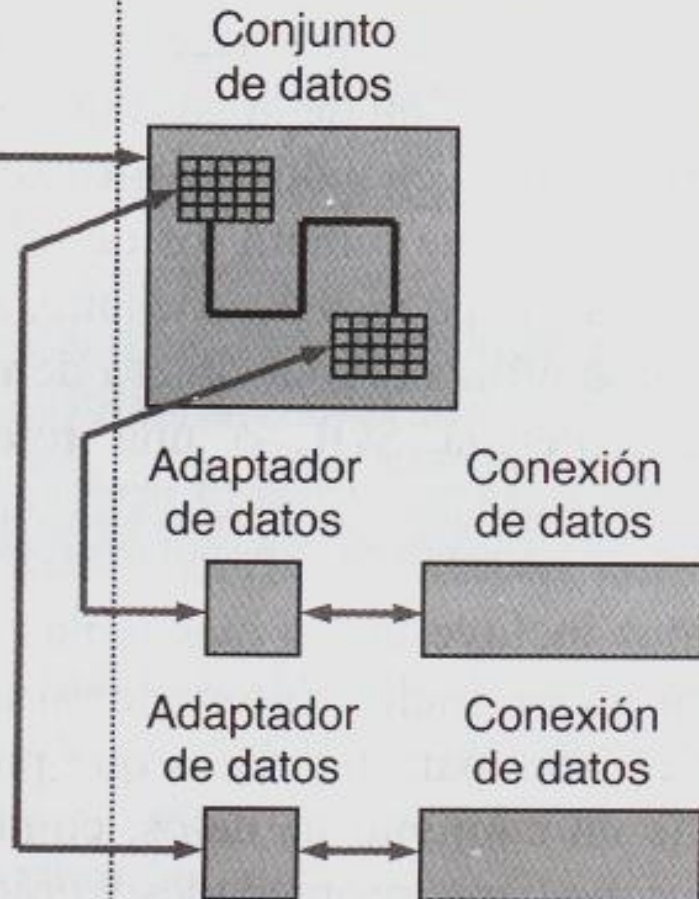 Conjunto
de datos
Adaptador
de datos
Conexión
de datos
Adaptador
de datos
Conexión
de datos